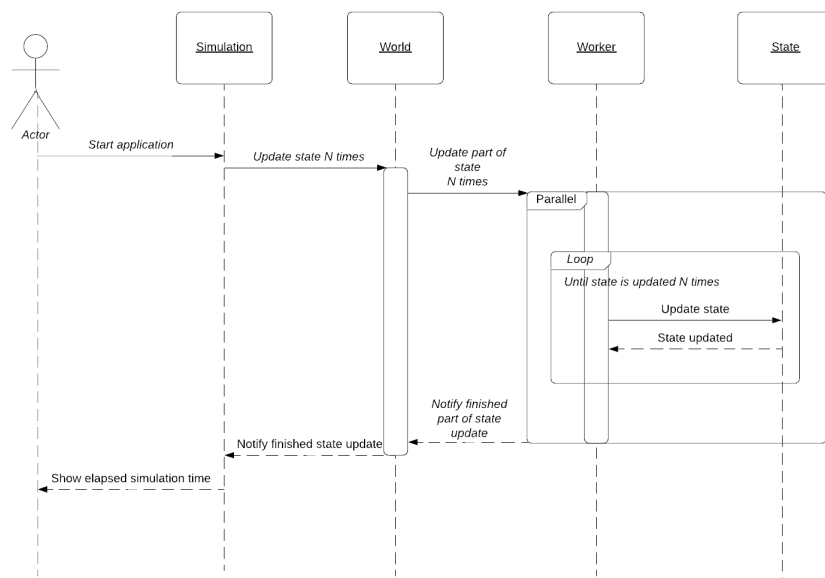 Simulation
World
Worker
State
Actor
Start application
Update state N times
Update part of
state
N times
Parallel
Loop
Until state is updated N times
Update state
State updated
Notify finished
part of state
update
Notify finished state update
Show elapsed simulation time